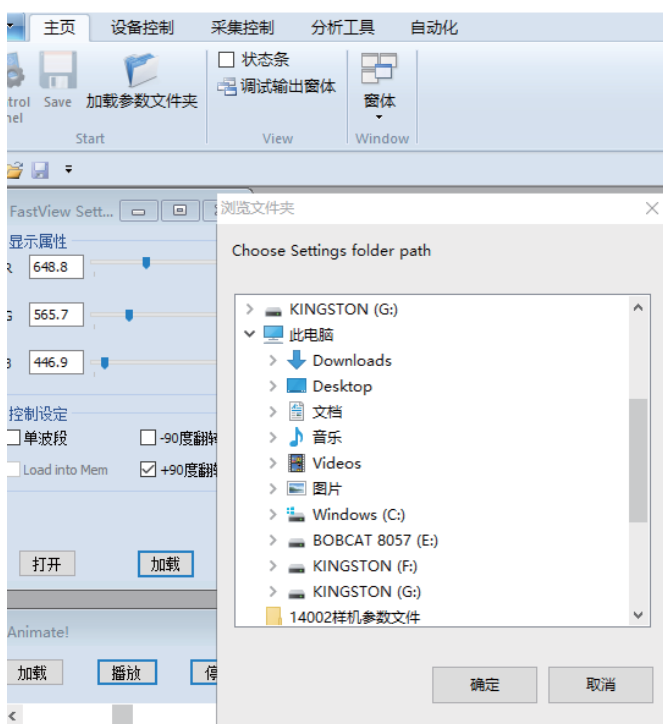 主页 设备控制 采集控制 分析工具 自动化
状态条
调试输出窗体
Save 加载参数文件夹 窗体
Start View Window
FastView Sett...
浏览文件夹
显示属性
Choose Settings folder path
R 648.8
G 565.7
B 446.9
KINGSTON (G:)
此电脑
Downloads
Desktop
文档
音乐
Videos
图片
Windows (C:)
BOBCAT 8057 (E:)
KINGSTON (F:)
KINGSTON (G:)
14002样机参数文件
控制设定
单波段 -90度翻转
Load into Mem +90度翻转
打开 加载
Animate!
加载 播放
确定 取消